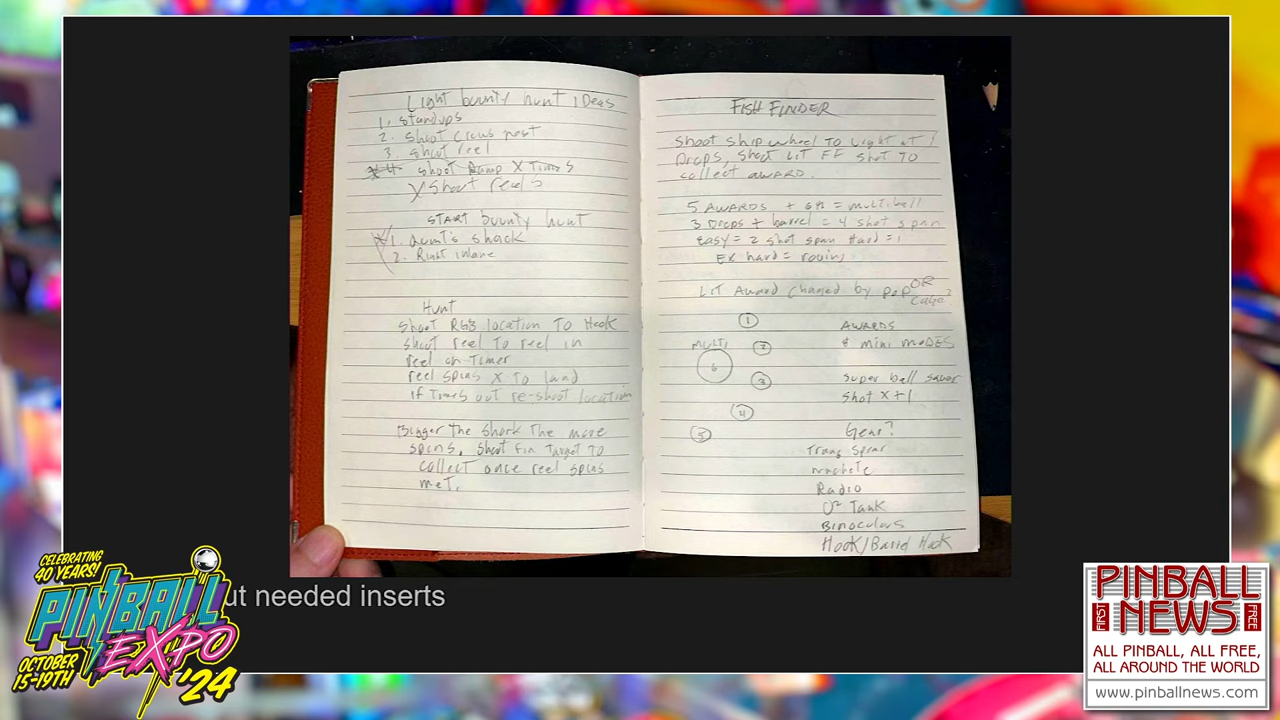 Light bounty hunt iDeas
1. standups
2. shoot crows nest
3. shoot reel
4. shoot Ramp X Times
X Shoot reels
START bounty hunt
1. Quint's shack
2. Right inlane
Hunt
Shoot RGB location To Hook
shoot reel to reel in
reel on Timer
reel spins X To land
if Timers out re-shoot location
Bigger The Shark The more
spins. Shoot Fin Target To
collect once reel spins
met.
FISH FINDER
Shoot ship wheel To Light at 1
Drops, Shoot LiT FF shot To
collect award.
5 AWARDS + 6th = multiball
3 Drops + barrel = 4 shot span
Easy = 2 shot span Hard = 1
Ex hard = roving
LiT Award changed by pop OR
cage?
1
AWARDS
MULTI
2
8 mini MODES
6
3
Super ball saver
Shot X+1
4
5
Gear?
Tranq Spear
machete
Radio
O² Tank
Binoculars
Hook/Barrel Hook
ut needed inserts
CELEBRATING
40 YEARS!
PINBALL
EXPO
OCTOBER
15-19TH
'24
PINBALL
FIRST NEWS FREE
ALL PINBALL, ALL FREE,
ALL AROUND THE WORLD
www.pinballnews.com